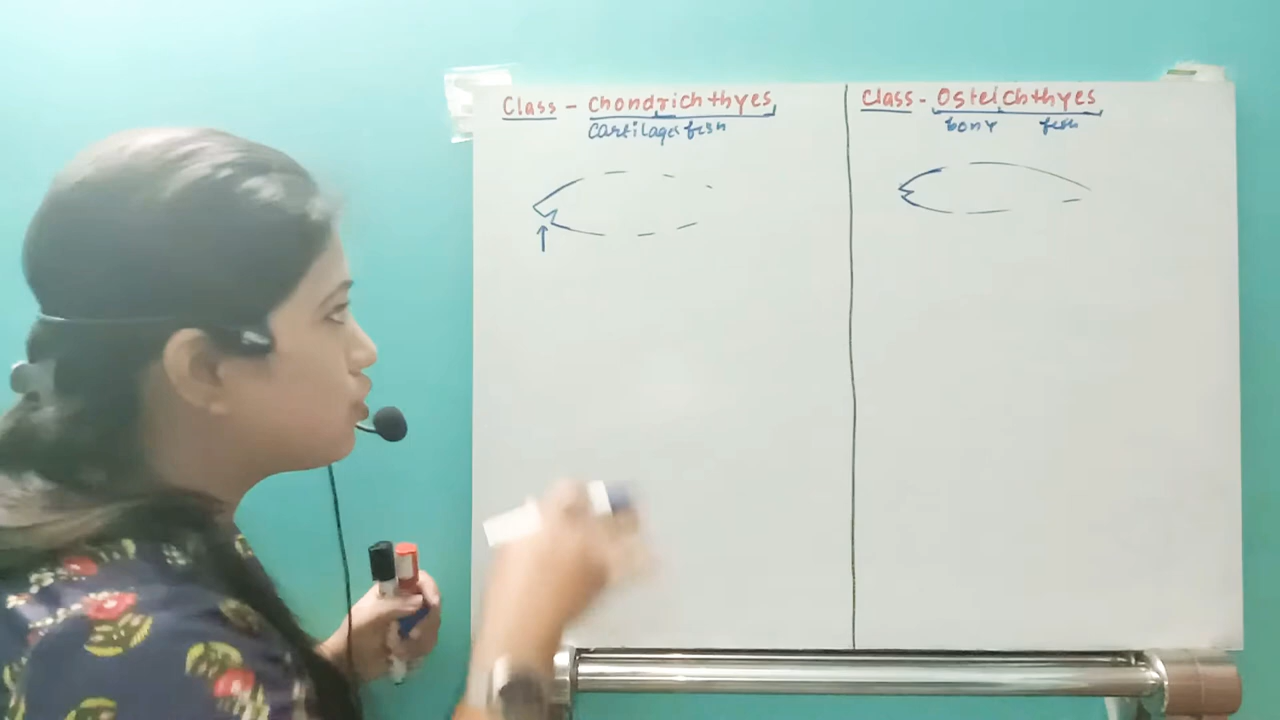 Class - Chondrichthyes
Cartilage fish
Class - Osteichthyes
bony fish